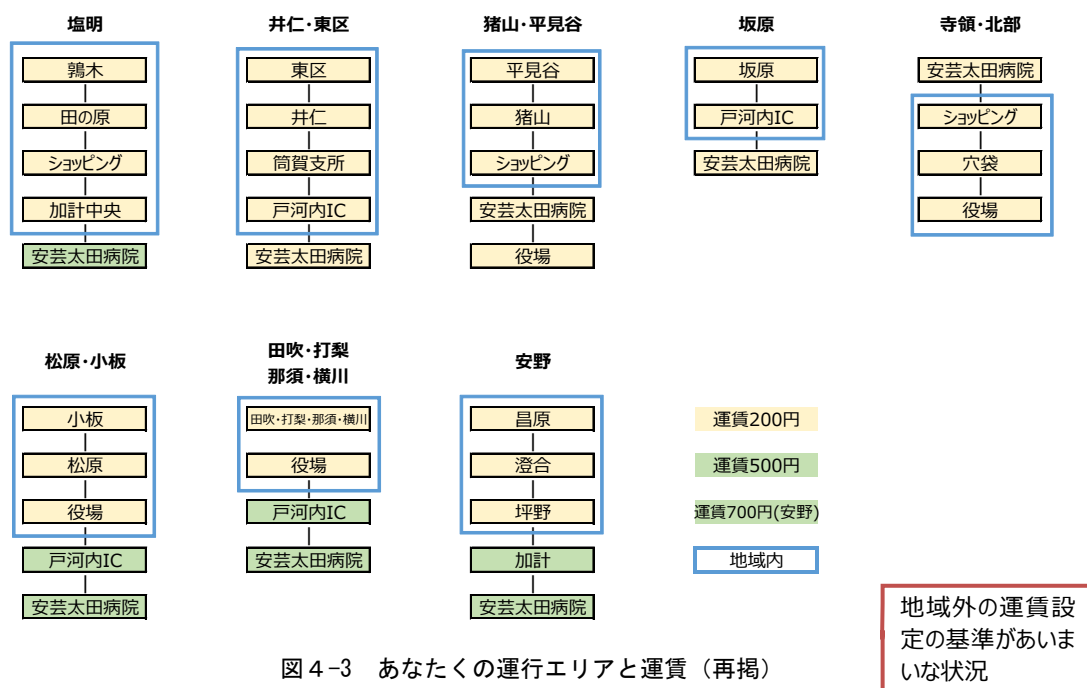 塩明
鶉木
田の原
ショッピング
加計中央
安芸太田病院
井仁・東区
東区
井仁
筒賀支所
戸河内IC
安芸太田病院
猪山・平見谷
平見谷
猪山
ショッピング
安芸太田病院
役場
坂原
坂原
戸河内IC
安芸太田病院
寺領・北部
安芸太田病院
ショッピング
穴袋
役場
松原・小板
小板
松原
役場
戸河内IC
安芸太田病院
田吹・打梨
那須・横川
田吹・打梨・那須・横川
役場
戸河内IC
安芸太田病院
安野
昌原
澄合
坪野
加計
安芸太田病院
運賃200円
運賃500円
運賃700円(安野)
地域内
地域外の運賃設
定の基準があいま
いな状況
図４-3 あなたくの運行エリアと運賃（再掲）